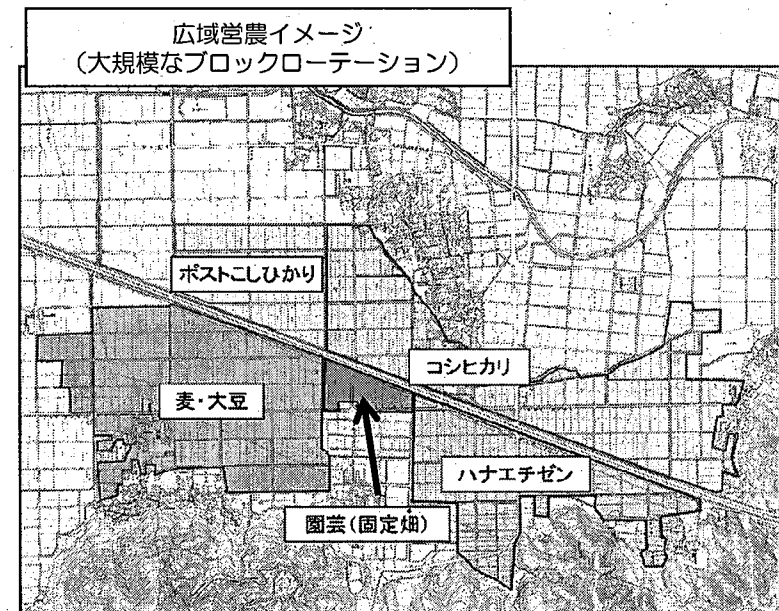 広域営農イメージ
(大規模なブロックローテーション)
ポストこしひかり
コシヒカリ
麦・大豆
ハナエチゼン
園芸(固定畑)